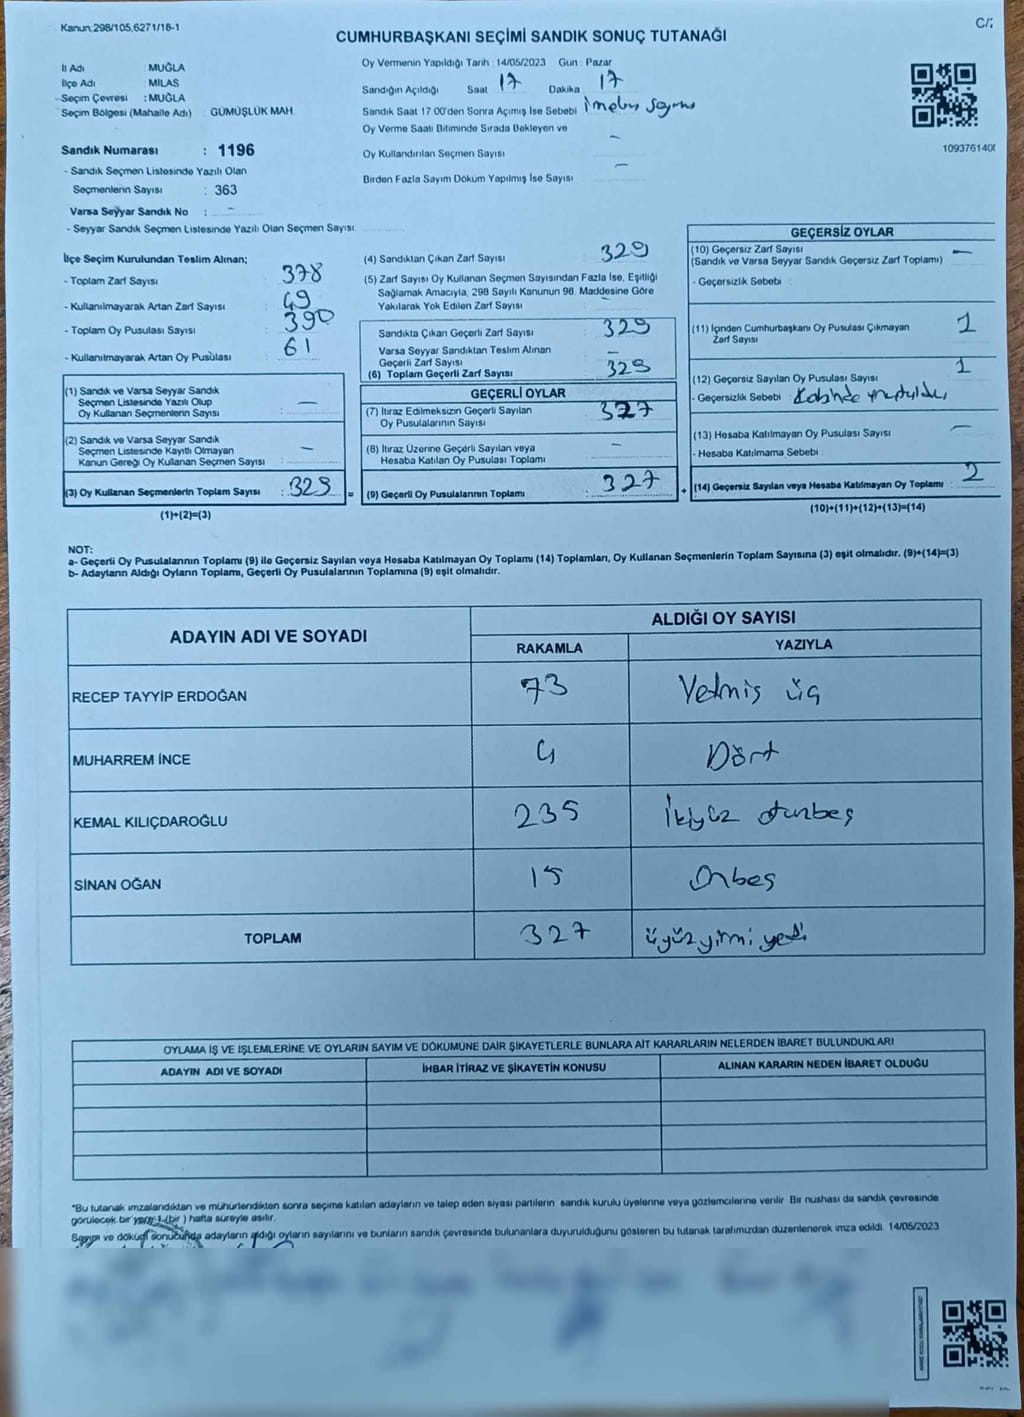 Kanun 298/105,6271/18-1
C/2
CUMHURBAŞKANI SEÇİMİ SANDIK SONUÇ TUTANAĞI
İl Adı : MUĞLA
İlçe Adı : MİLAS
Seçim Çevresi : MUĞLA
Seçim Bölgesi (Mahalle Adı) : GÜMÜŞLÜK MAH
Sandık Numarası : 1196
- Sandık Seçmen Listesinde Yazılı Olan
Seçmenlerin Sayısı : 363
Varsa Seyyar Sandık No : -
- Seyyar Sandık Seçmen Listesinde Yazılı Olan Seçmen Sayısı:
Oy Vermenin Yapıldığı Tarih : 14/05/2023 Gün : Pazar
Sandığın Açıldığı Saat 17 Dakika 17
Sandık Saat 17.00'den Sonra Açılmış İse Sebebi
Oy Verme Saati Bitiminde Sırada Bekleyen ve
Oy Kullandırılan Seçmen Sayısı -
Birden Fazla Sayım Döküm Yapılmış İse Sayısı -
109376140
İlçe Seçim Kurulundan Teslim Alınan;
- Toplam Zarf Sayısı : 378
- Kullanılmayarak Artan Zarf Sayısı : 49
- Toplam Oy Pusulası Sayısı : 390
- Kullanılmayarak Artan Oy Pusulası : 61
(1) Sandık ve Varsa Seyyar Sandık
Seçmen Listesinde Yazılı Olup
Oy Kullanan Seçmenlerin Sayısı : -
(2) Sandık ve Varsa Seyyar Sandık
Seçmen Listesinde Kayıtlı Olmayan
Kanun Gereği Oy Kullanan Seçmen Sayısı : -
(3) Oy Kullanan Seçmenlerin Toplam Sayısı : 329 =
(1)+(2)=(3)
(4) Sandıktan Çıkan Zarf Sayısı 329
(5) Zarf Sayısı Oy Kullanan Seçmen Sayısından Fazla İse, Eşitliği
Sağlamak Amacıyla, 298 Sayılı Kanunun 98. Maddesine Göre
Yakılarak Yok Edilen Zarf Sayısı
Sandıkta Çıkan Geçerli Zarf Sayısı : 329
Varsa Seyyar Sandıktan Teslim Alınan
Geçerli Zarf Sayısı -
(6) Toplam Geçerli Zarf Sayısı 329
GEÇERLİ OYLAR
(7) İtiraz Edilmeksizin Geçerli Sayılan
Oy Pusulalarının Sayısı : 327
(8) İtiraz Üzerine Geçerli Sayılan veya
Hesaba Katılan Oy Pusulası Toplamı : -
(9) Geçerli Oy Pusulalarının Toplamı : 327 +
GEÇERSİZ OYLAR
(10) Geçersiz Zarf Sayısı -
(Sandık ve Varsa Seyyar Sandık Geçersiz Zarf Toplamı)
- Geçersizlik Sebebi :
(11) İçinden Cumhurbaşkanı Oy Pusulası Çıkmayan
Zarf Sayısı 1
(12) Geçersiz Sayılan Oy Pusulası Sayısı 1
- Geçersizlik Sebebi : Kabinde unutuldu
(13) Hesaba Katılmayan Oy Pusulası Sayısı -
- Hesaba Katılmama Sebebi :
(14) Geçersiz Sayılan veya Hesaba Katılmayan Oy Toplamı : 2
(10)+(11)+(12)+(13)=(14)
NOT:
a- Geçerli Oy Pusulalarının Toplamı (9) ile Geçersiz Sayılan veya Hesaba Katılmayan Oy Toplamı (14) Toplamları, Oy Kullanan Seçmenlerin Toplam Sayısına (3) eşit olmalıdır. (9)+(14)=(3)
b- Adayların Aldığı Oyların Toplamı, Geçerli Oy Pusulalarının Toplamına (9) eşit olmalıdır.
ADAYIN ADI VE SOYADI
ALDIĞI OY SAYISI
RAKAMLA YAZIYLA
RECEP TAYYİP ERDOĞAN 73 Yetmiş üç
MUHARREM İNCE 4 Dört
KEMAL KILIÇDAROĞLU 235 İkiyüz otuzbeş
SİNAN OĞAN 15 Onbeş
TOPLAM 327 üçyüzyirmi yedi
OYLAMA İŞ VE İŞLEMLERİNE VE OYLARIN SAYIM VE DÖKÜMÜNE DAİR ŞİKAYETLERLE BUNLARA AİT KARARLARIN NELERDEN İBARET BULUNDUKLARI
ADAYIN ADI VE SOYADI İHBAR İTİRAZ VE ŞİKAYETİN KONUSU ALINAN KARARIN NEDEN İBARET OLDUĞU
"Bu tutanak imzalandıktan ve mühürlendikten sonra seçime katılan adayların ve talep eden siyasi partilerin sandık kurulu üyelerine veya gözlemcilerine verilir Bir nushası da sandık çevresinde
görülecek bir yere 1 (bir ) hafta süreyle asılır.
Sayım ve döküm sonucunda adayların aldığı oyların sayılarını ve bunların sandık çevresinde bulunanlara duyurulduğunu gösteren bu tutanak tarafımızdan düzenlenerek imza edildi. 14/05/2023